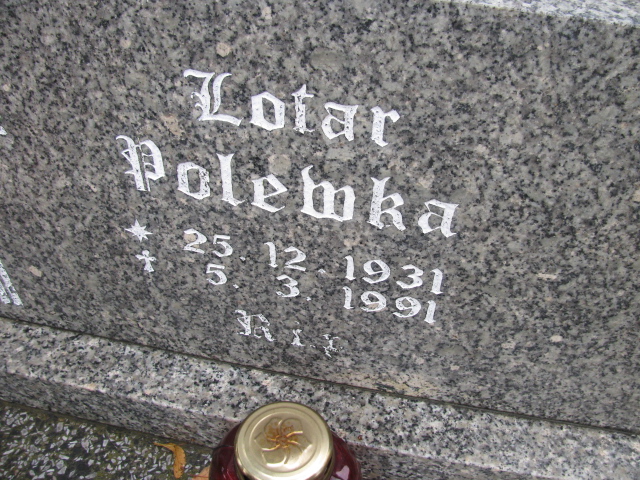 Lotar
Polewka
* 25. 12. 1931
✝ 5. 3. 1991